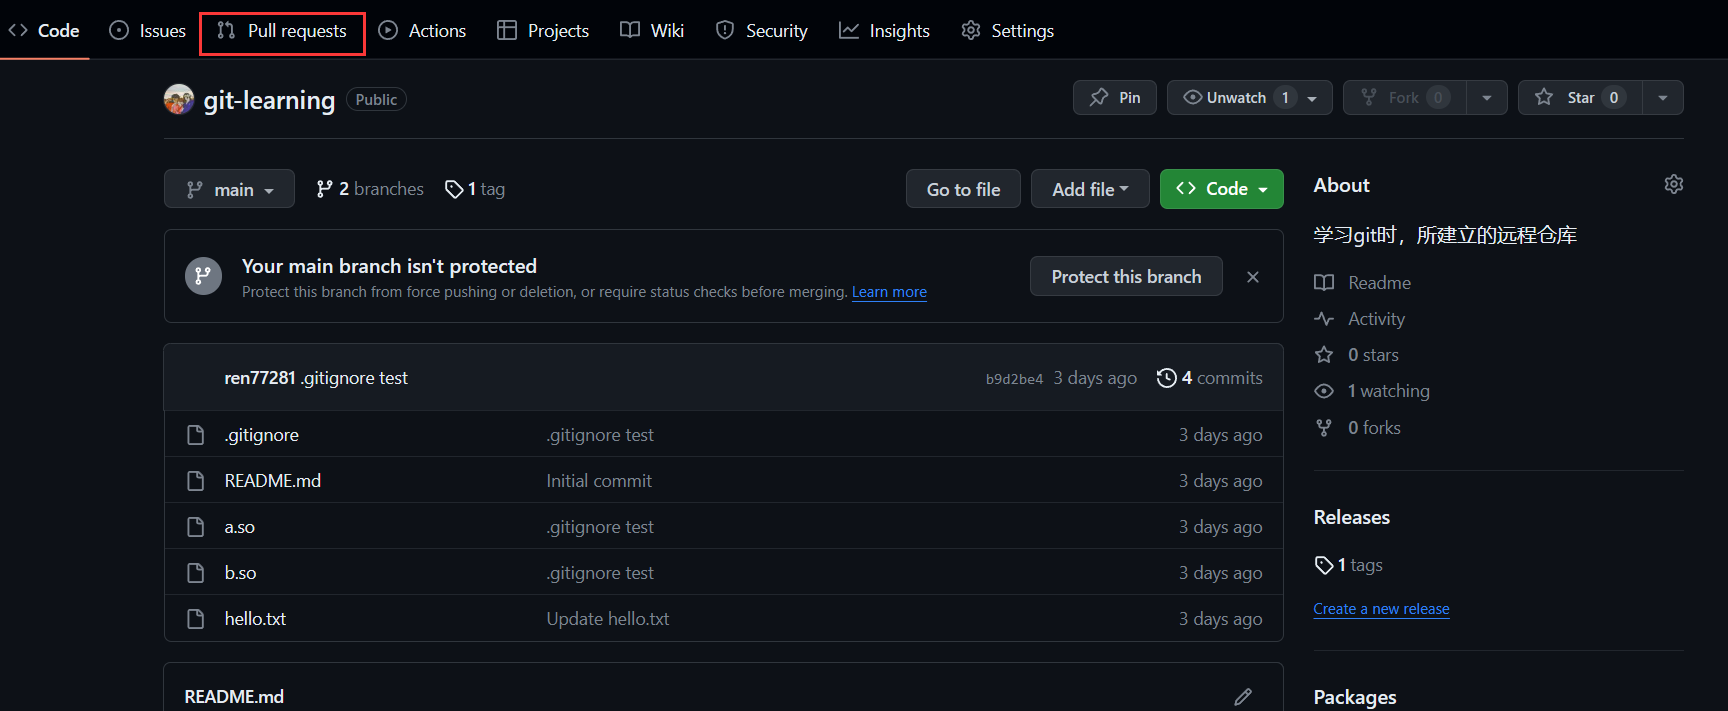 Code Issues Pull requests Actions Projects Wiki Security Insights Settings
git-learning Public Pin Unwatch 1 Fork 0 Star 0
main 2 branches 1 tag Go to file Add file Code
Your main branch isn't protected
Protect this branch from force pushing or deletion, or require status checks before merging. Learn more
Protect this branch
ren77281 .gitignore test b9d2be4 3 days ago 4 commits
.gitignore .gitignore test 3 days ago
README.md Initial commit 3 days ago
a.so .gitignore test 3 days ago
b.so .gitignore test 3 days ago
hello.txt Update hello.txt 3 days ago
README.md
About
学习git时，所建立的远程仓库
Readme
Activity
0 stars
1 watching
0 forks
Releases
1 tags
Create a new release
Packages